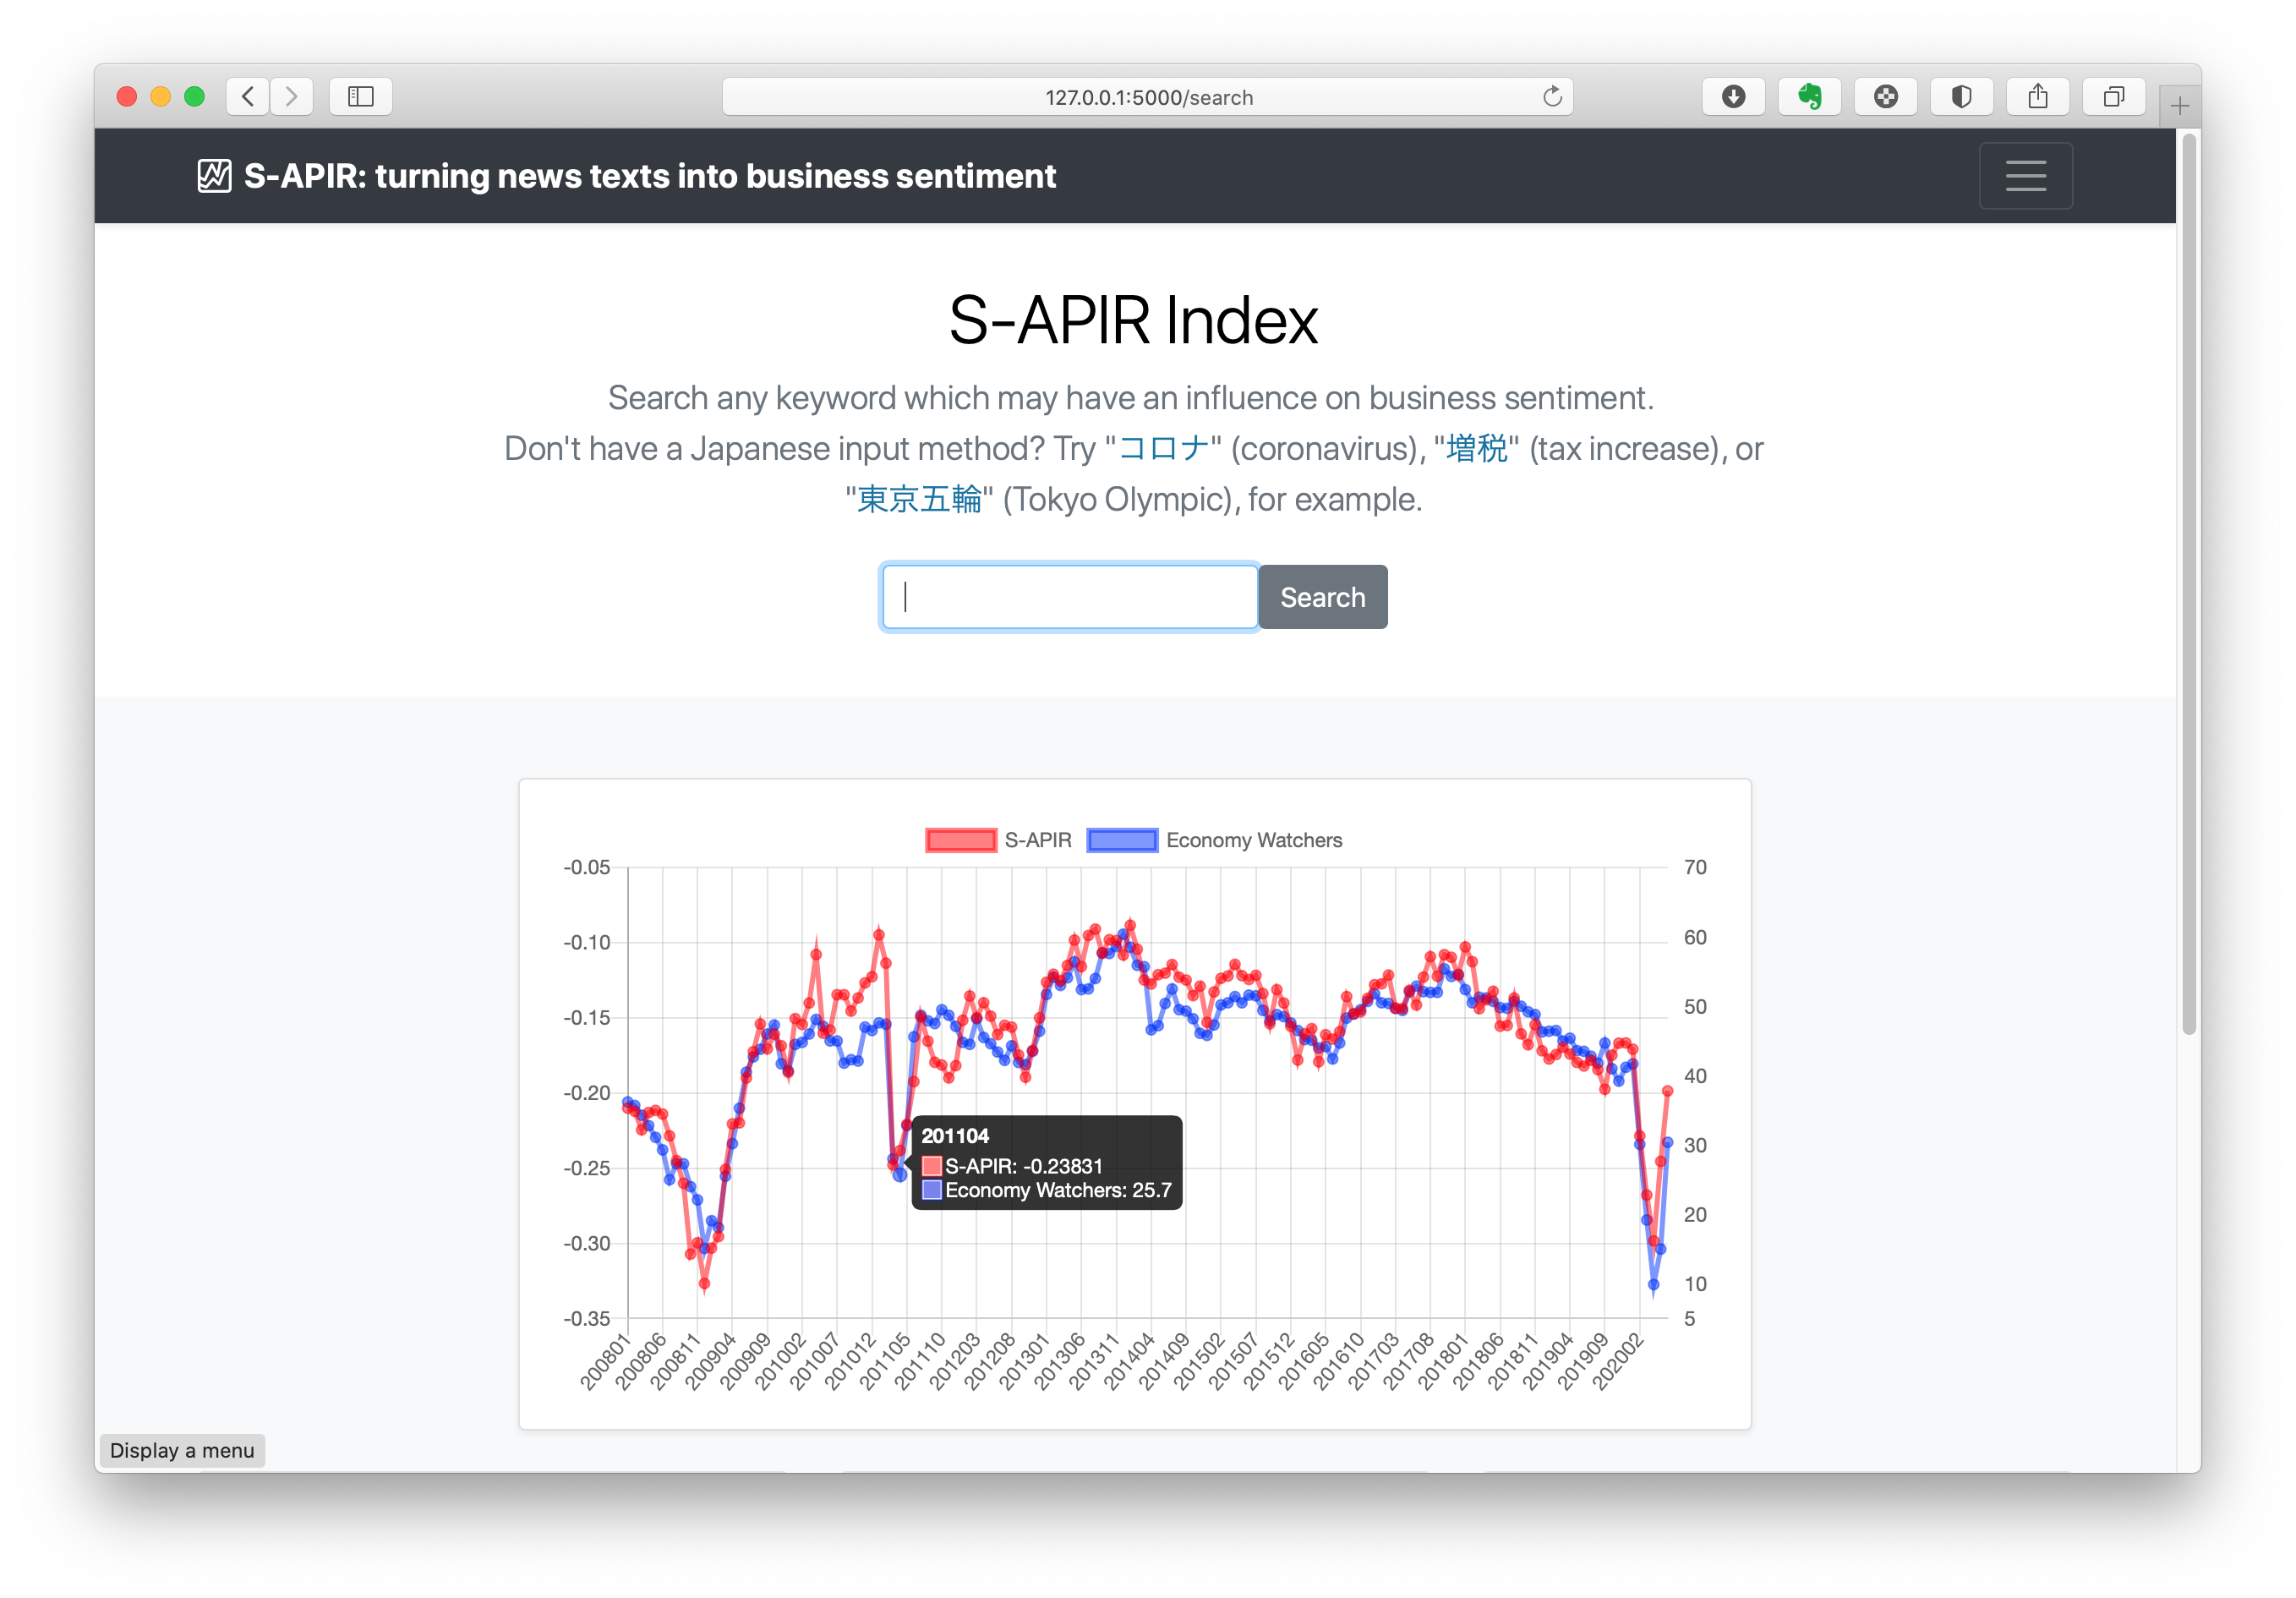 127.0.0.1:5000/search
S-APIR: turning news texts into business sentiment
S-APIR Index
Search any keyword which may have an influence on business sentiment.
Don't have a Japanese input method? Try "コロナ" (coronavirus), "増税" (tax increase), or
"東京五輪" (Tokyo Olympic), for example.
Search
S-APIR Economy Watchers
-0.05 70
-0.10 60
-0.15 50
-0.20 40
201104
S-APIR: -0.23831
Economy Watchers: 25.7
-0.25 30
-0.30 20
10
-0.35 5
200801 200806 200811 200904 200909 201002 201007 201012 201105 201110 201203 201208 201301 201306 201311 201404 201409 201502 201507 201512 201605 201610 201703 201708 201801 201806 201811 201904 201909 202002
Display a menu